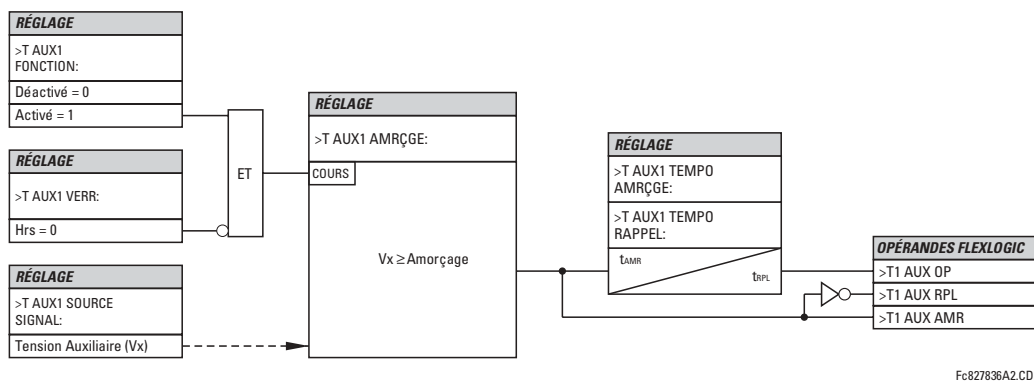 RÉGLAGE
>T AUX1
FONCTION:
Déactivé = 0
Activé = 1
RÉGLAGE
>T AUX1 VERR:
Hrs = 0
RÉGLAGE
>T AUX1 SOURCE
SIGNAL:
Tension Auxiliaire (Vx)
ET
RÉGLAGE
>T AUX1 AMRÇGE:
COURS
Vx ≥ Amorçage
RÉGLAGE
>T AUX1 TEMPO
AMRÇGE:
>T AUX1 TEMPO
RAPPEL:
tAMR
tRPL
OPÉRANDES FLEXLOGIC
>T1 AUX OP
>T1 AUX RPL
>T1 AUX AMR
Fc827836A2.CD